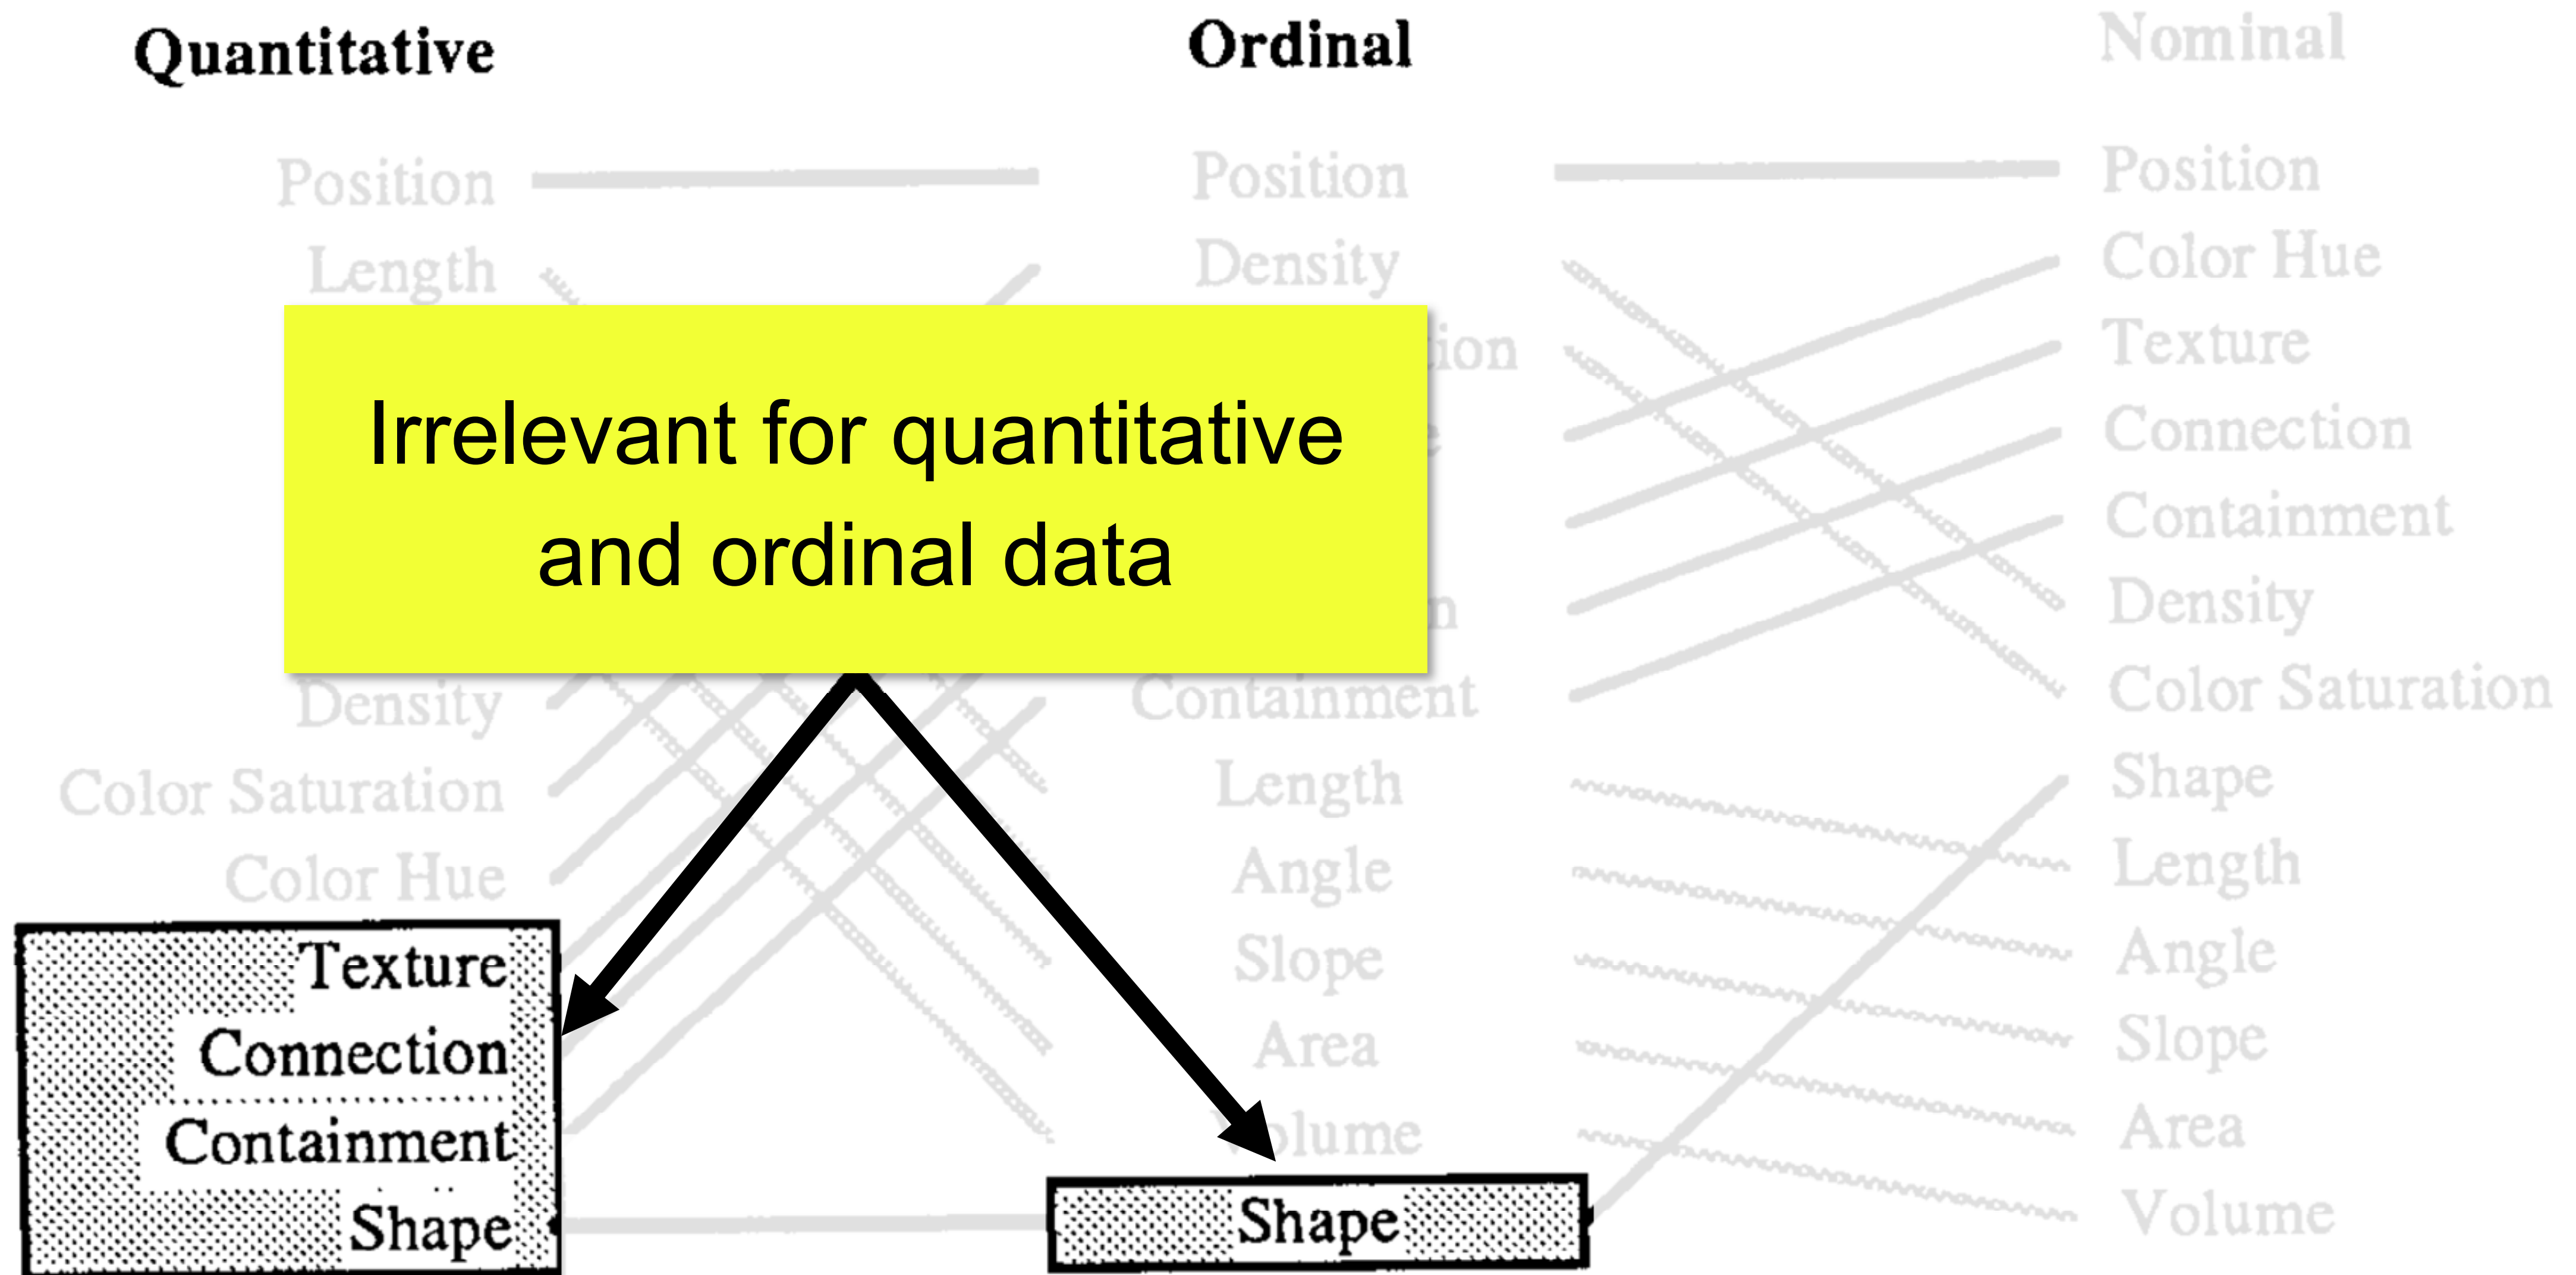 Quantitative
Ordinal
Nominal
Position
Position
Position
Length
Density
Color Hue
Texture
Irrelevant for quantitative
and ordinal data
Connection
Containment
Density
Density
Containment
Color Saturation
Color Saturation
Length
Shape
Color Hue
Angle
Length
Texture
Slope
Angle
Connection
Area
Slope
Containment
Volume
Area
Shape
Shape
Volume